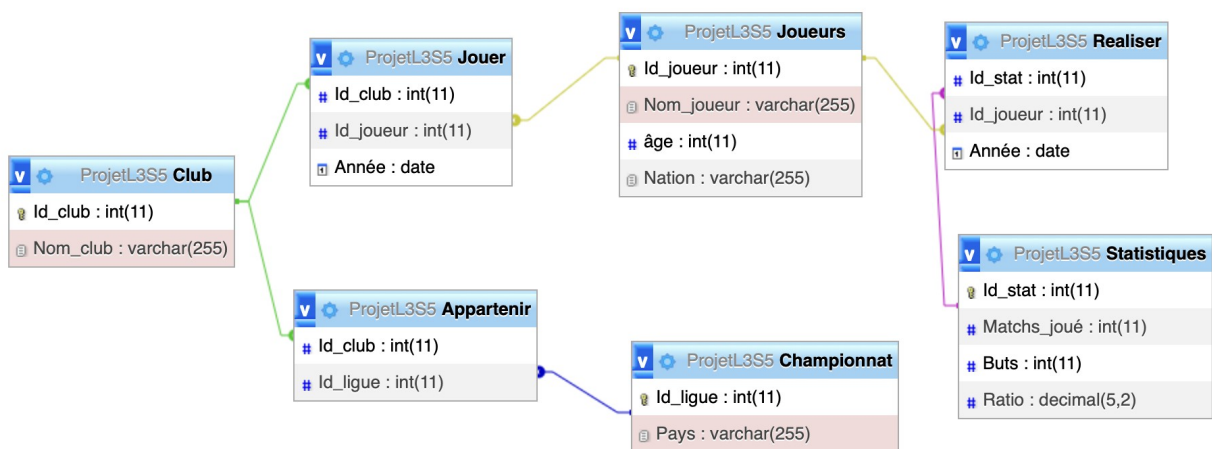 ProjetL3S5 Club
Id_club : int(11)
Nom_club : varchar(255)
ProjetL3S5 Jouer
Id_club : int(11)
Id_joueur : int(11)
Année : date
ProjetL3S5 Appartenir
Id_club : int(11)
Id_ligue : int(11)
ProjetL3S5 Joueurs
Id_joueur : int(11)
Nom_joueur : varchar(255)
âge : int(11)
Nation : varchar(255)
ProjetL3S5 Championnat
Id_ligue : int(11)
Pays : varchar(255)
ProjetL3S5 Realiser
Id_stat : int(11)
Id_joueur : int(11)
Année : date
ProjetL3S5 Statistiques
Id_stat : int(11)
Matchs_joué : int(11)
Buts : int(11)
Ratio : decimal(5,2)